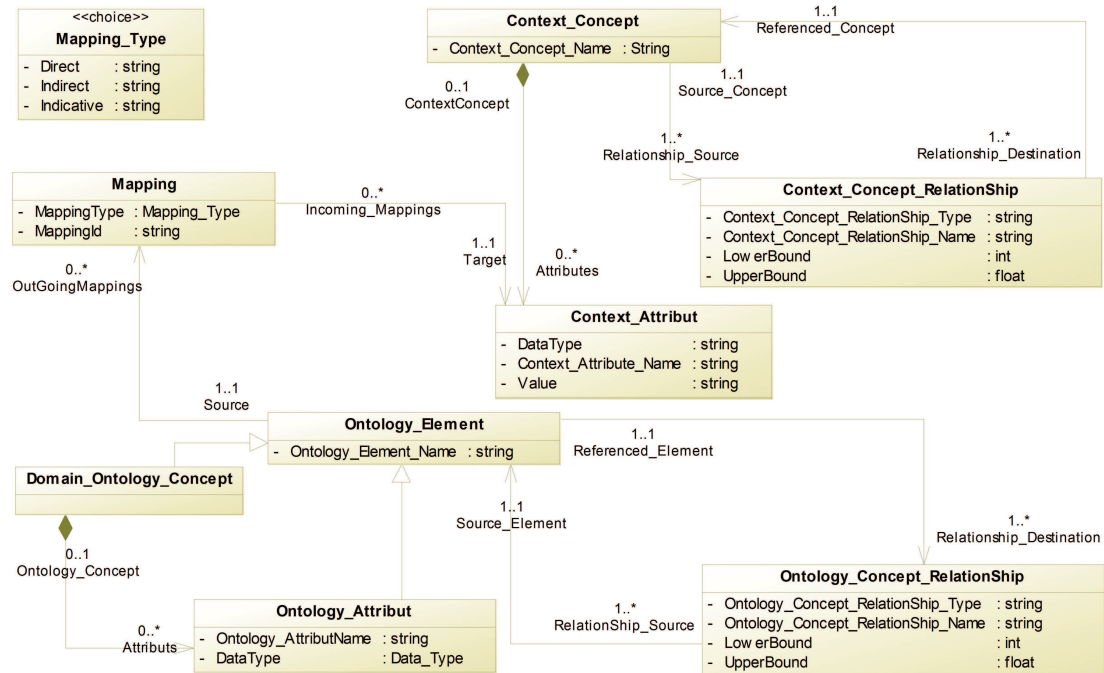 <<choice>>
Mapping_Type
- Direct : string
- Indirect : string
- Indicative : string
Context_Concept
- Context_Concept_Name : String
0..1
ContextConcept
1..1
Source_Concept
1..1
Referenced_Concept
1..*
Relationship_Source
1..*
Relationship_Destination
Mapping
- MappingType : Mapping_Type
- MappingId : string
0..*
Incoming_Mappings
1..1
Target
0..*
Attributes
Context_Concept_RelationShip
- Context_Concept_RelationShip_Type : string
- Context_Concept_RelationShip_Name : string
- LowerBound : int
- UpperBound : float
0..*
OutGoingMappings
Context_Attribut
- DataType : string
- Context_Attribute_Name : string
- Value : string
1..1
Source
Ontology_Element
- Ontology_Element_Name : string
1..1
Referenced_Element
Domain_Ontology_Concept
1..1
Source_Element
1..*
Relationship_Destination
0..1
Ontology_Concept
0..*
Attributs
Ontology_Attribut
- Ontology_AttributName : string
- DataType : Data_Type
1..*
RelationShip_Source
Ontology_Concept_RelationShip
- Ontology_Concept_RelationShip_Type : string
- Ontology_Concept_RelationShip_Name : string
- LowerBound : int
- UpperBound : float